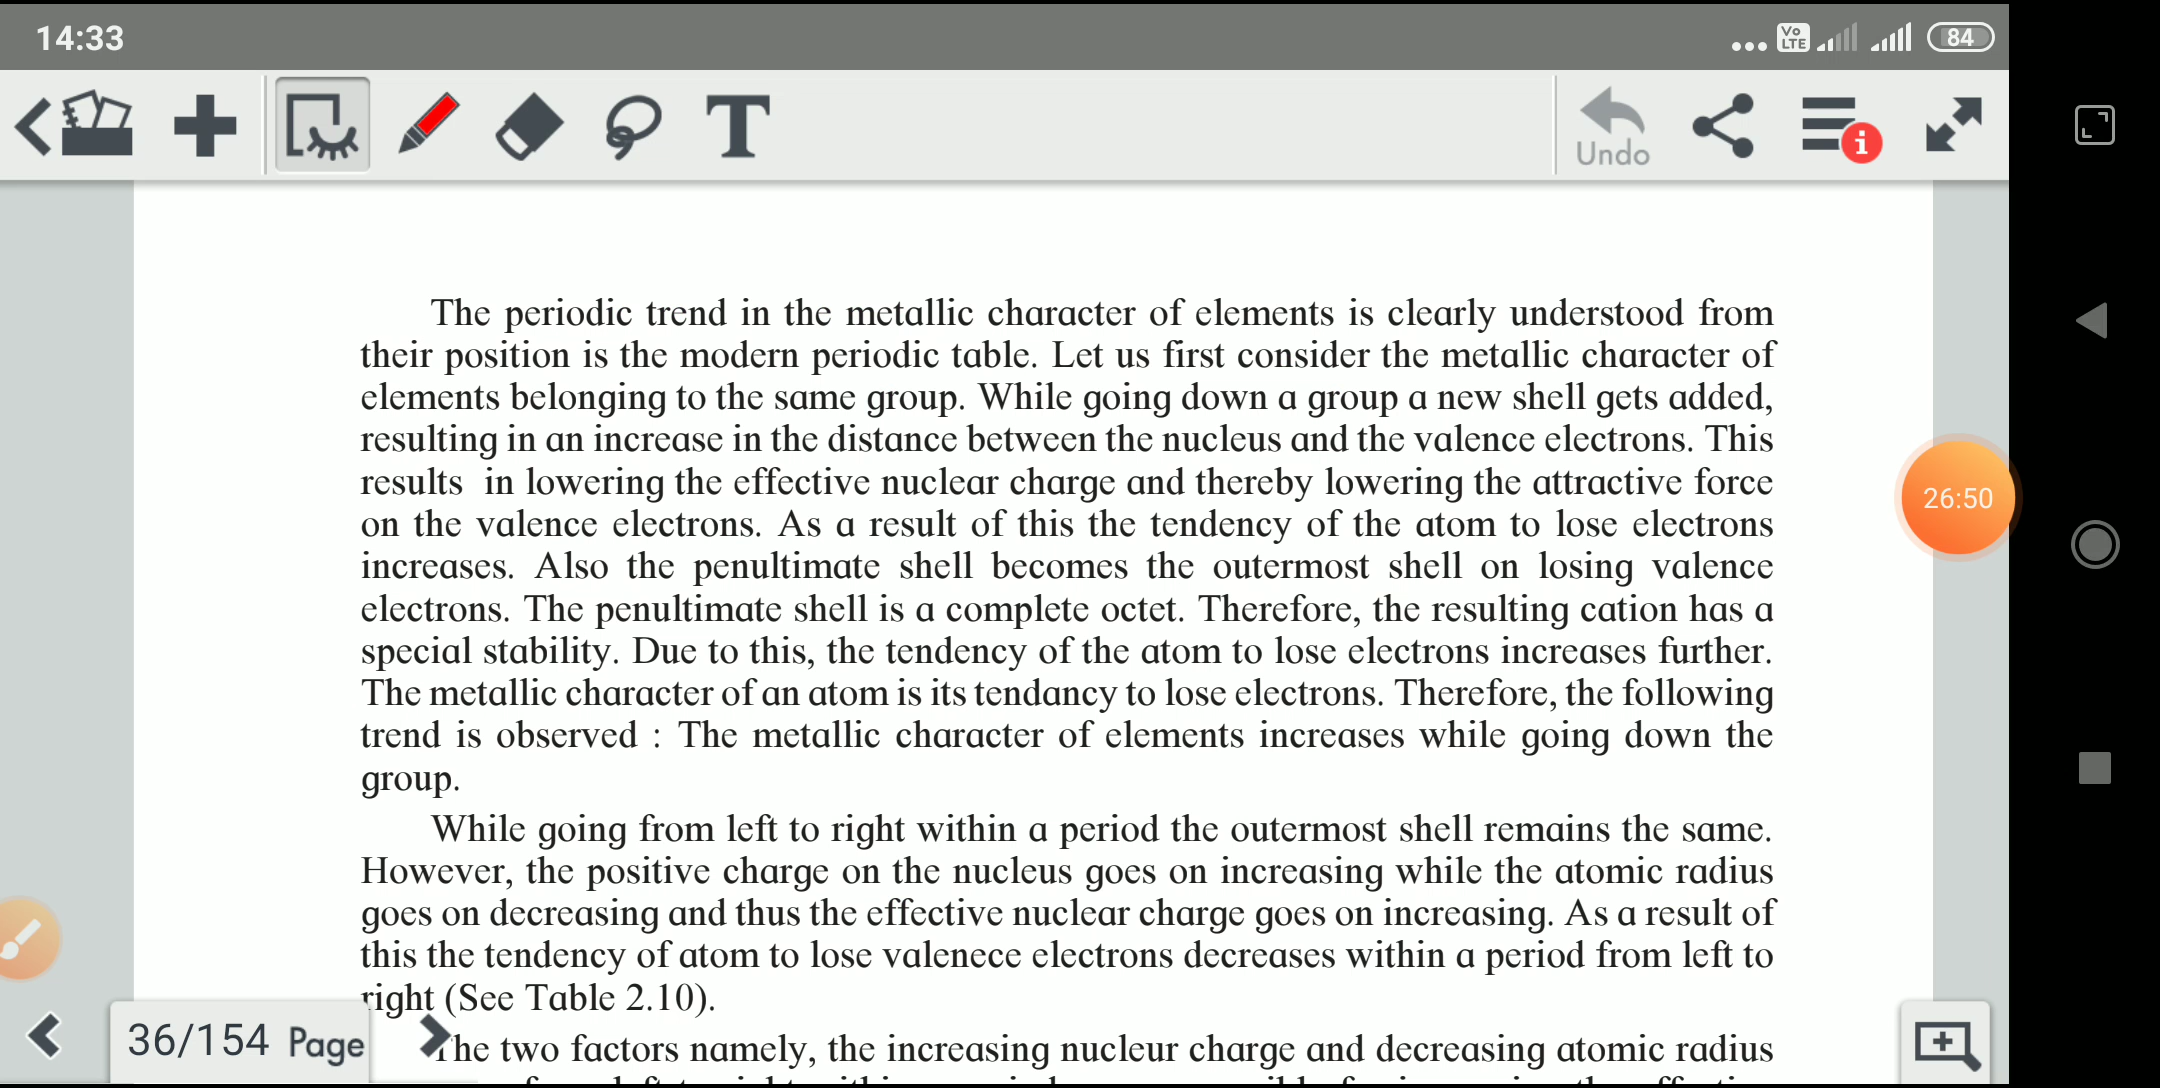 14:33
Vo LTE 84
Undo
i
The periodic trend in the metallic character of elements is clearly understood from
their position is the modern periodic table. Let us first consider the metallic character of
elements belonging to the same group. While going down a group a new shell gets added,
resulting in an increase in the distance between the nucleus and the valence electrons. This
results in lowering the effective nuclear charge and thereby lowering the attractive force
on the valence electrons. As a result of this the tendency of the atom to lose electrons
increases. Also the penultimate shell becomes the outermost shell on losing valence
electrons. The penultimate shell is a complete octet. Therefore, the resulting cation has a
special stability. Due to this, the tendency of the atom to lose electrons increases further.
The metallic character of an atom is its tendancy to lose electrons. Therefore, the following
trend is observed : The metallic character of elements increases while going down the
group.
26:50
While going from left to right within a period the outermost shell remains the same.
However, the positive charge on the nucleus goes on increasing while the atomic radius
goes on decreasing and thus the effective nuclear charge goes on increasing. As a result of
this the tendency of atom to lose valenece electrons decreases within a period from left to
right (See Table 2.10).
36/154 Page
The two factors namely, the increasing nucleur charge and decreasing atomic radius